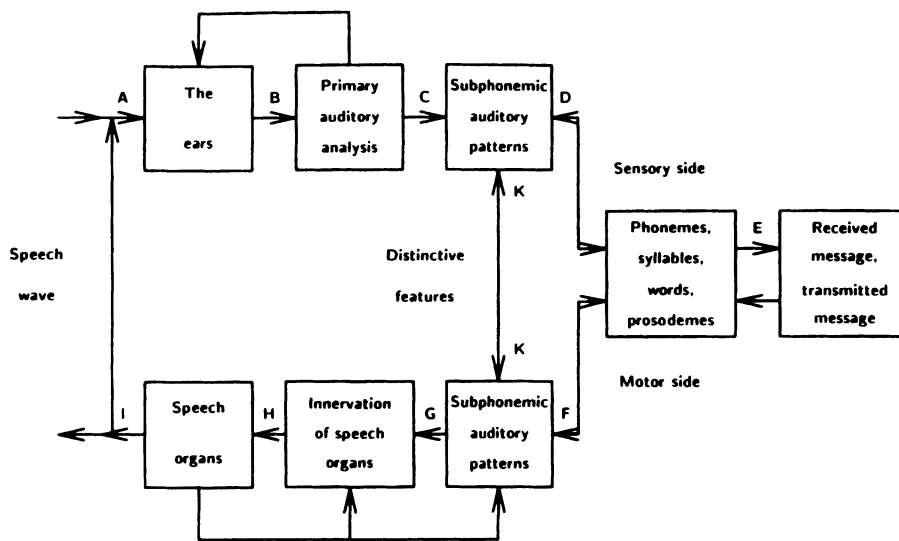 A
The
ears
B
Primary
auditory
analysis
C
Subphonemic
auditory
patterns
D
K
Sensory side
Speech
wave
Distinctive
features
Phonemes,
syllables,
words,
prosodemes
E
Received
message,
transmitted
message
K
Motor side
I
Speech
organs
H
Innervation
of speech
organs
G
Subphonemic
auditory
patterns
F